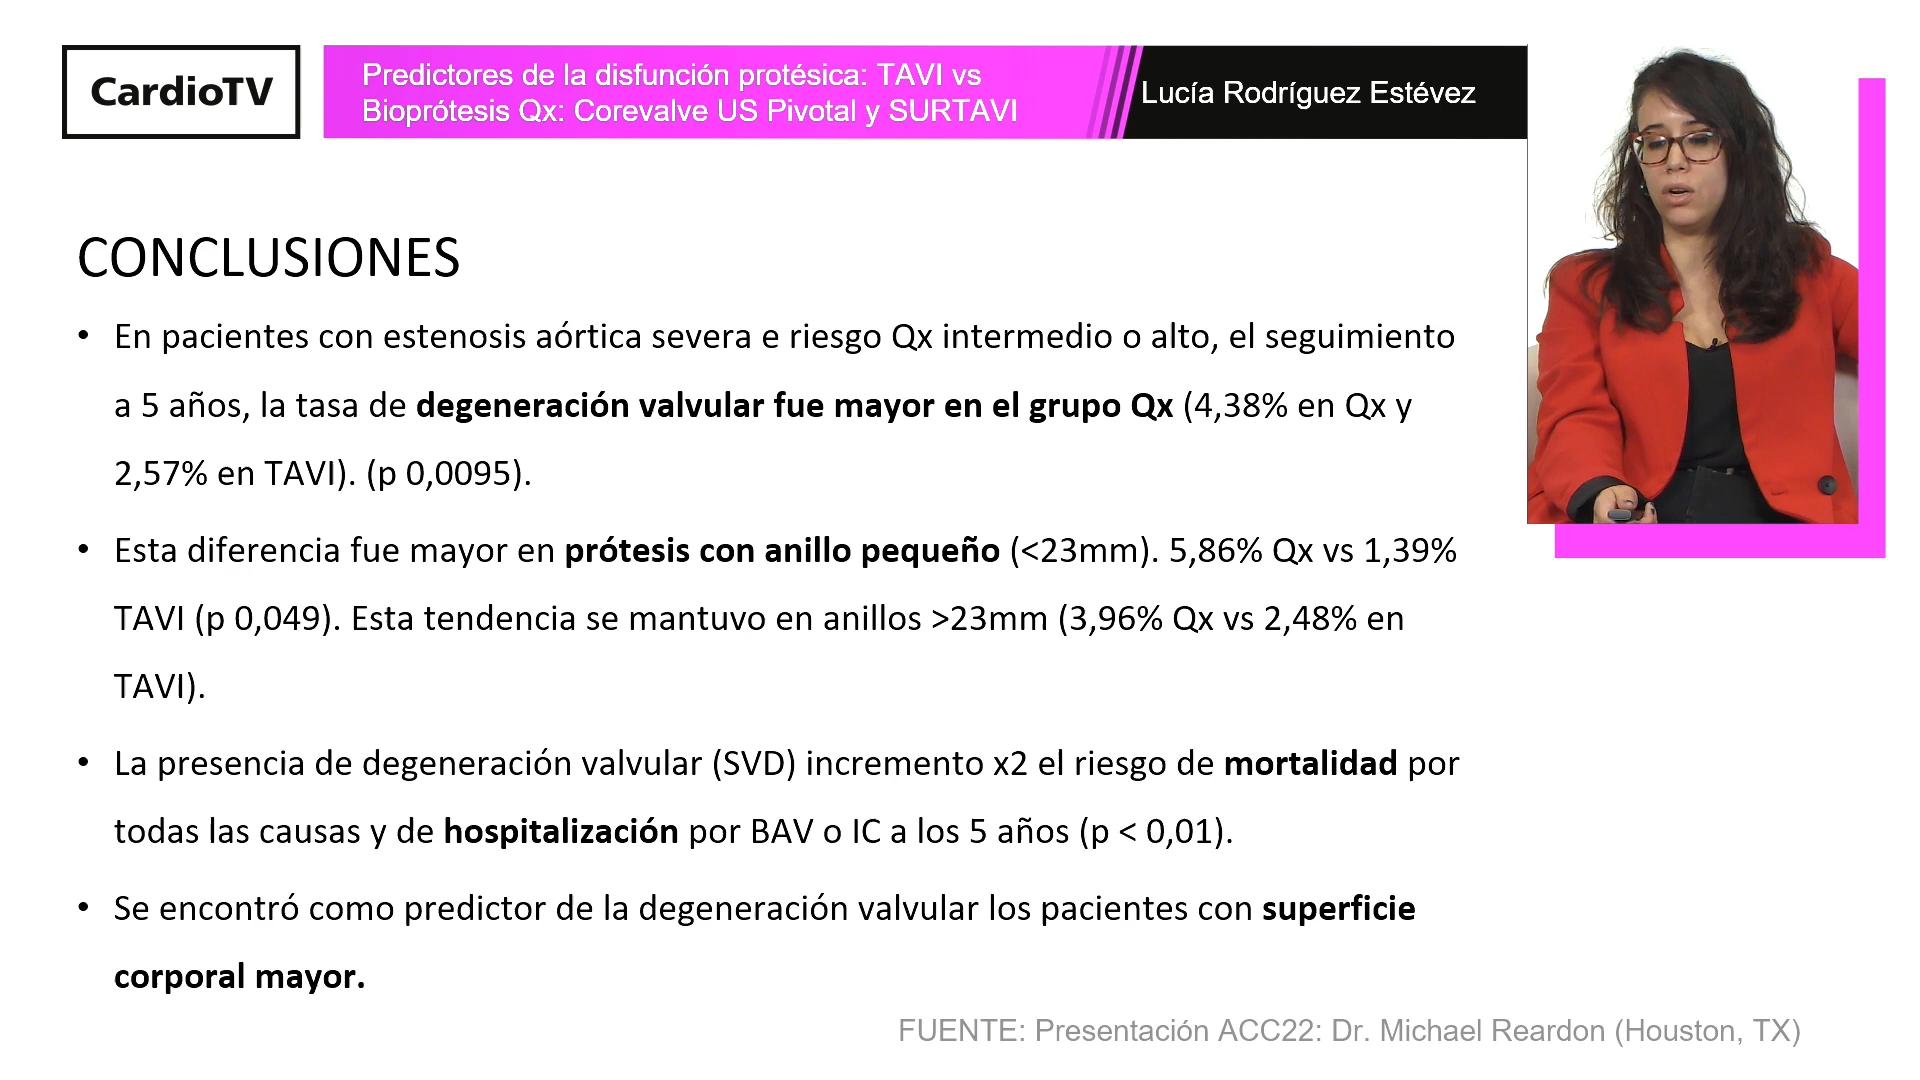 CardioTV
Predictores de la disfunción protésica: TAVI vs
Bioprótesis Qx: Corevalve US Pivotal y SURTAVI
Lucía Rodríguez Estévez
CONCLUSIONES
• En pacientes con estenosis aórtica severa e riesgo Qx intermedio o alto, el seguimiento
a 5 años, la tasa de degeneración valvular fue mayor en el grupo Qx (4,38% en Qx y
2,57% en TAVI). (p 0,0095).
• Esta diferencia fue mayor en prótesis con anillo pequeño (<23mm). 5,86% Qx vs 1,39%
TAVI (p 0,049). Esta tendencia se mantuvo en anillos >23mm (3,96% Qx vs 2,48% en
TAVI).
• La presencia de degeneración valvular (SVD) incremento x2 el riesgo de mortalidad por
todas las causas y de hospitalización por BAV o IC a los 5 años (p < 0,01).
• Se encontró como predictor de la degeneración valvular los pacientes con superficie
corporal mayor.
FUENTE: Presentación ACC22: Dr. Michael Reardon (Houston, TX)